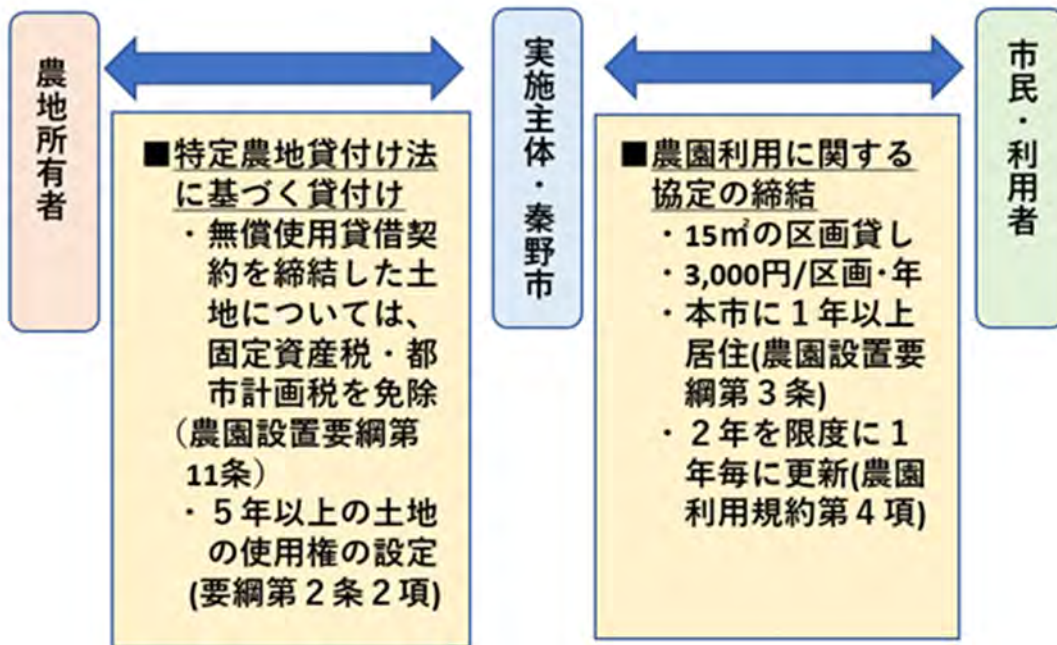 農地所有者
■特定農地貸付け法
に基づく貸付け
・無償使用貸借契
約を締結した土
地については、
固定資産税・都
市計画税を免除
（農園設置要綱第
11条）
・５年以上の土地
の使用権の設定
(要綱第２条２項)
実施主体・秦野市
■農園利用に関する
協定の締結
・15㎡の区画貸し
・3,000円/区画・年
・本市に１年以上
居住(農園設置要
綱第３条)
・２年を限度に１
年毎に更新(農園
利用規約第４項)
市民・利用者